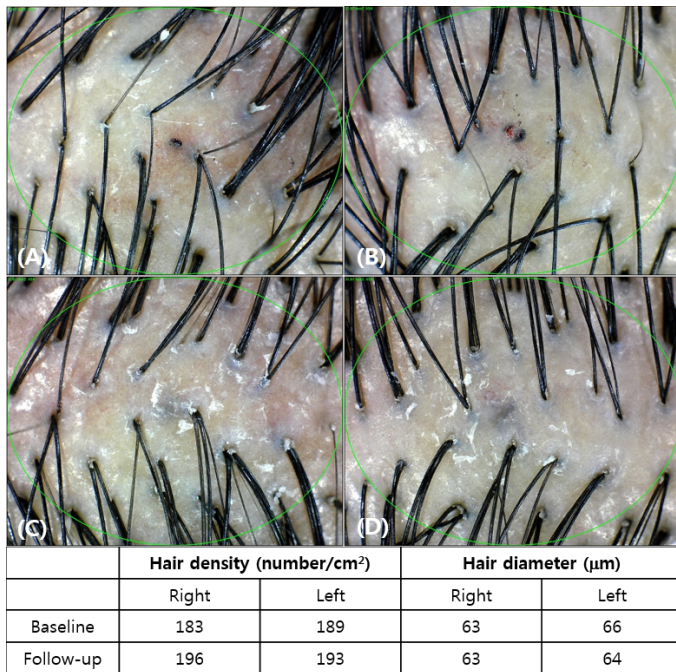 (A)
(B)
(C)
(D)
Hair density (number/cm²) Hair diameter (μm)
Right Left Right Left
Baseline 183 189 63 66
Follow-up 196 193 63 64